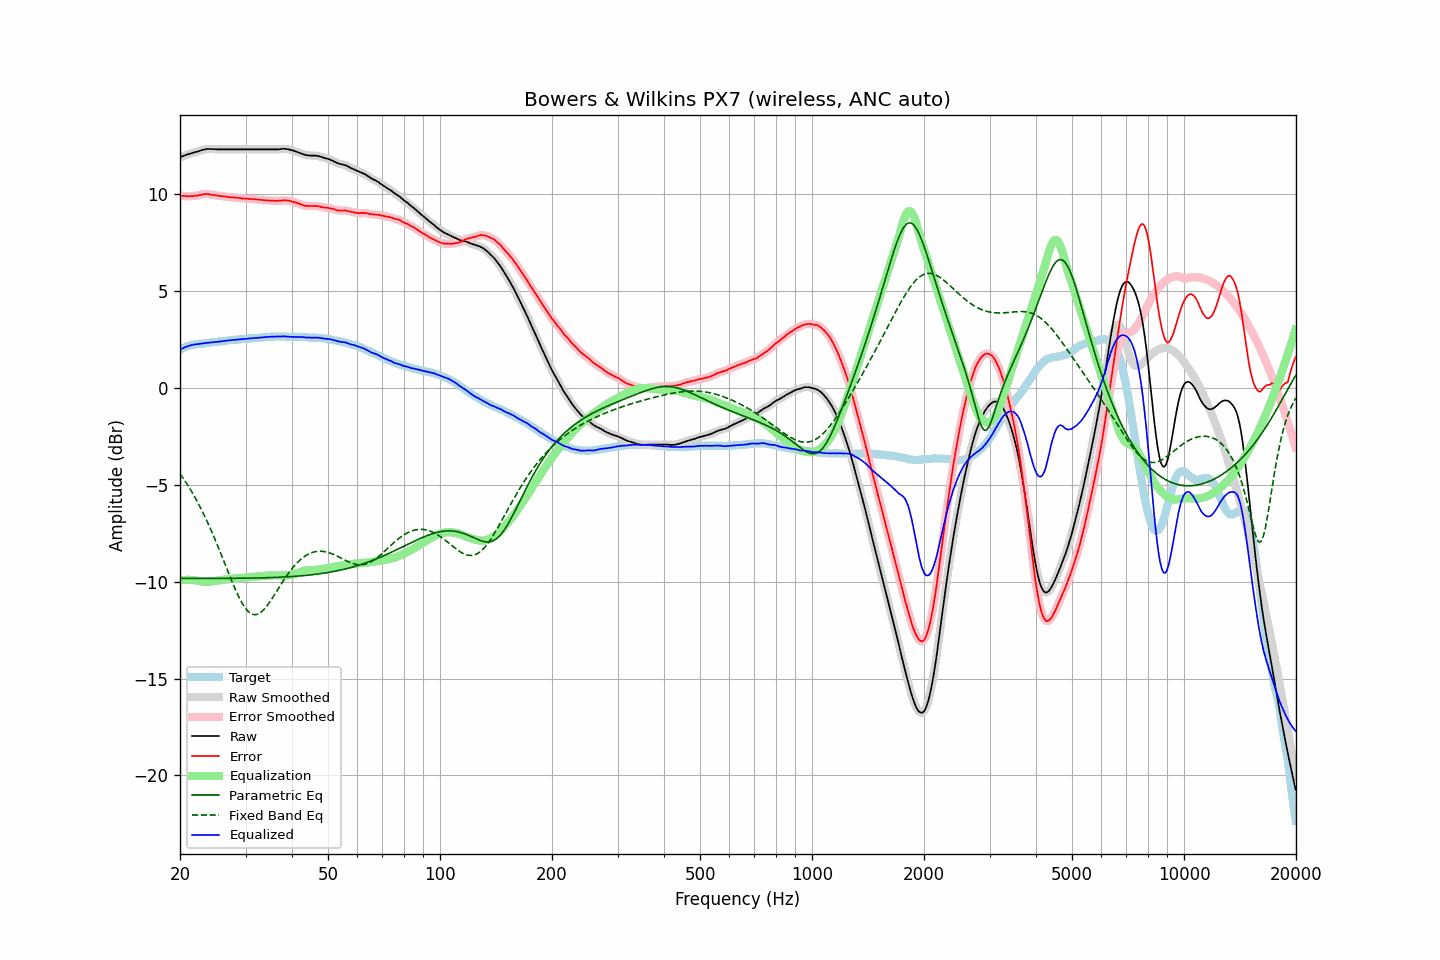 Bowers & Wilkins PX7 (wireless, ANC auto)
Amplitude (dBr)
10
5
0
−5
−10
−15
−20
Target
Raw Smoothed
Error Smoothed
Raw
Error
Equalization
Parametric Eq
Fixed Band Eq
Equalized
20 50 100 200 500 1000 2000 5000 10000 20000
Frequency (Hz)